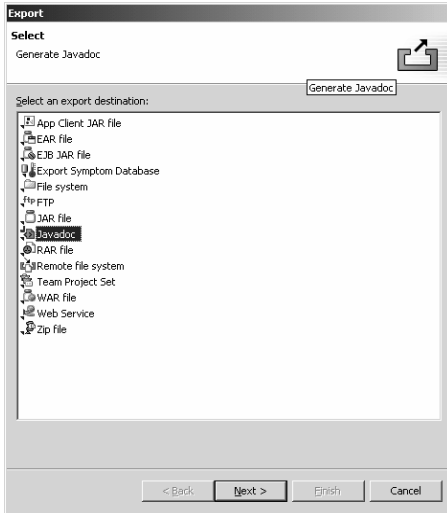 Export
Select
Generate Javadoc
Generate Javadoc
Select an export destination:
App Client JAR file
EAR file
EJB JAR file
Export Symptom Database
File system
FTP
JAR file
Javadoc
RAR file
Remote file system
Team Project Set
WAR file
Web Service
Zip file
< Back
Next >
Finish
Cancel